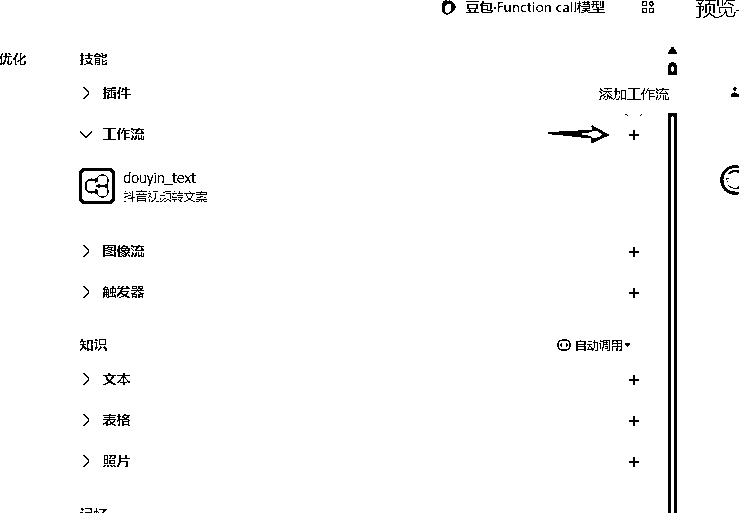 豆包·Function call模型
预览
优化
技能
插件
添加工作流
工作流
douyin_text
抖音视频转文案
图像流
触发器
知识
自动调用
文本
表格
照片
记忆